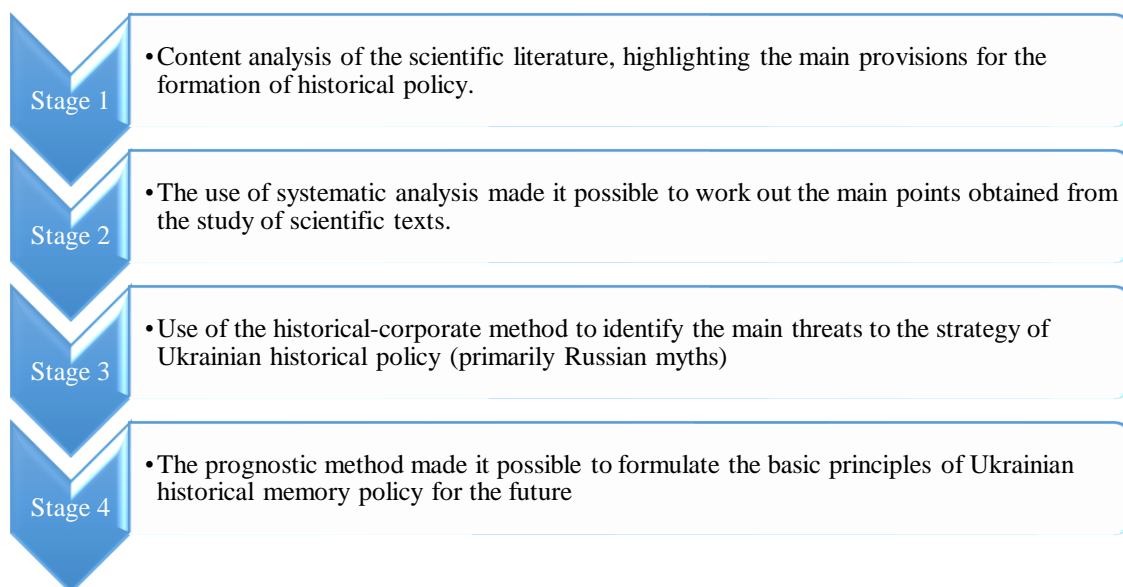 Stage 1
•Content analysis of the scientific literature, highlighting the main provisions for the
formation of historical policy.
Stage 2
•The use of systematic analysis made it possible to work out the main points obtained from
the study of scientific texts.
Stage 3
•Use of the historical-corporate method to identify the main threats to the strategy of
Ukrainian historical policy (primarily Russian myths)
Stage 4
•The prognostic method made it possible to formulate the basic principles of Ukrainian
historical memory policy for the future